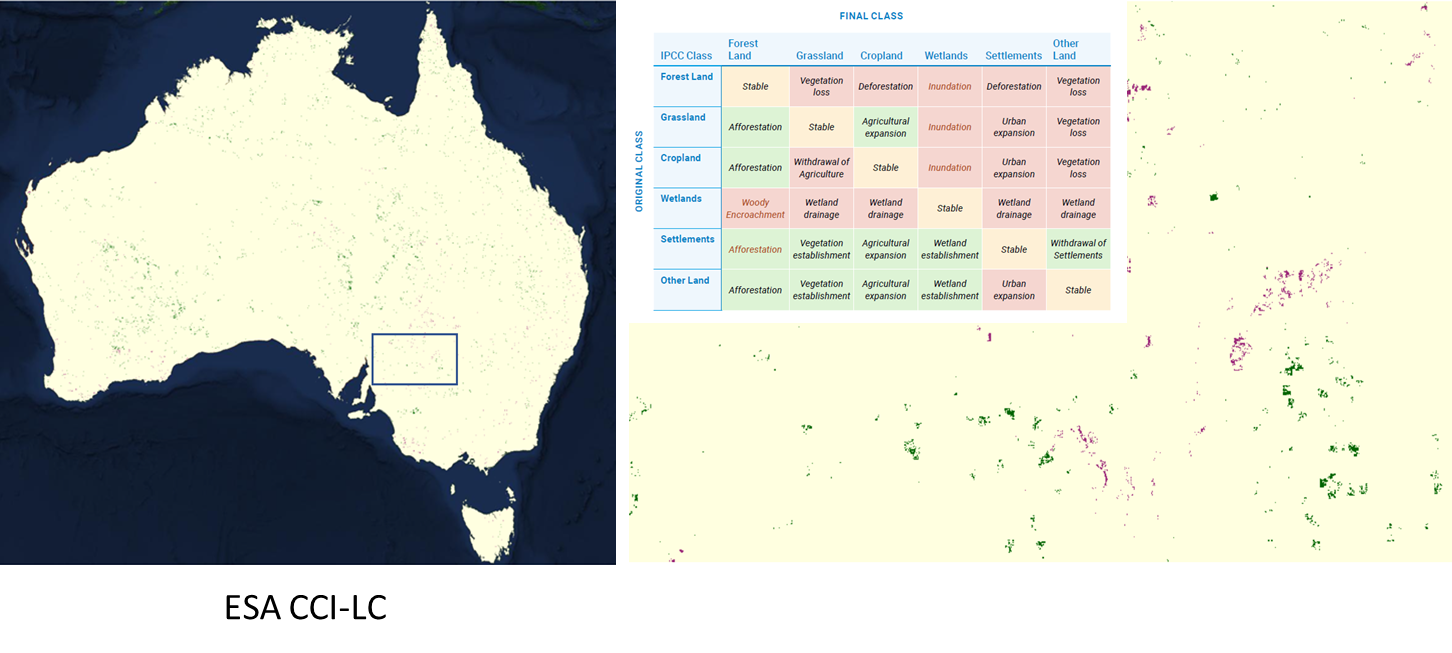 FINAL CLASS
IPCC Class Forest Land Grassland Cropland Wetlands Settlements Other Land
ORIGINAL CLASS
Forest Land Stable Vegetation loss Deforestation Inundation Deforestation Vegetation loss
Grassland Afforestation Stable Agricultural expansion Inundation Urban expansion Vegetation loss
Cropland Afforestation Withdrawal of Agriculture Stable Inundation Urban expansion Vegetation loss
Wetlands Woody Encroachment Wetland drainage Wetland drainage Stable Wetland drainage Wetland drainage
Settlements Afforestation Vegetation establishment Agricultural expansion Wetland establishment Stable Withdrawal of Settlements
Other Land Afforestation Vegetation establishment Agricultural expansion Wetland establishment Urban expansion Stable
ESA CCI-LC